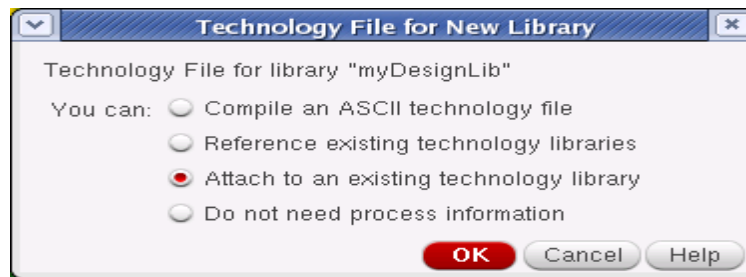 Technology File for New Library
Technology File for library "myDesignLib"
You can: Compile an ASCII technology file
Reference existing technology libraries
Attach to an existing technology library
Do not need process information
OK Cancel Help